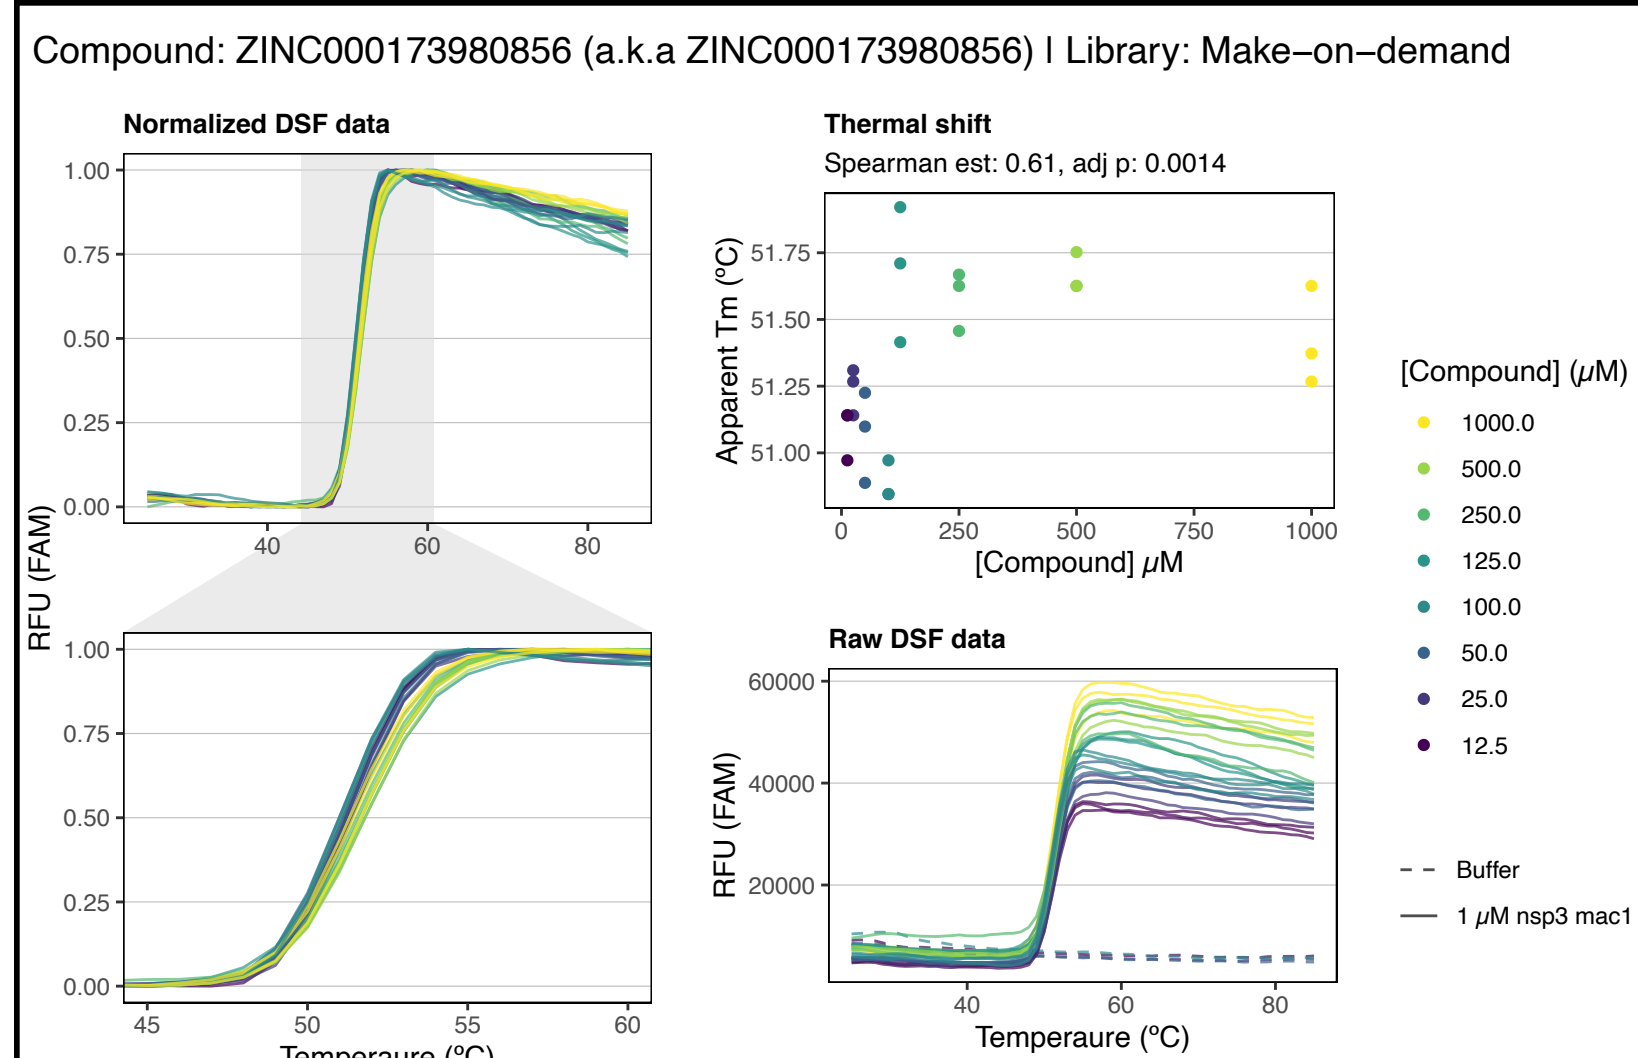 Compound: ZINC000173980856 (a.k.a ZINC000173980856) | Library: Make−on−demand
Normalized DSF data
1.00
0.75
0.50
0.25
0.00
40
60
80
RFU (FAM)
1.00
0.75
0.50
0.25
0.00
45
50
55
60
Temperaure (ºC)
Thermal shift
Spearman est: 0.61, adj p: 0.0014
Apparent Tm (ºC)
51.75
51.50
51.25
51.00
0
250
500
750
1000
[Compound] µM
Raw DSF data
RFU (FAM)
60000
40000
20000
40
60
80
Temperaure (ºC)
[Compound] (µM)
1000.0
500.0
250.0
125.0
100.0
50.0
25.0
12.5
Buffer
1 µM nsp3 mac1